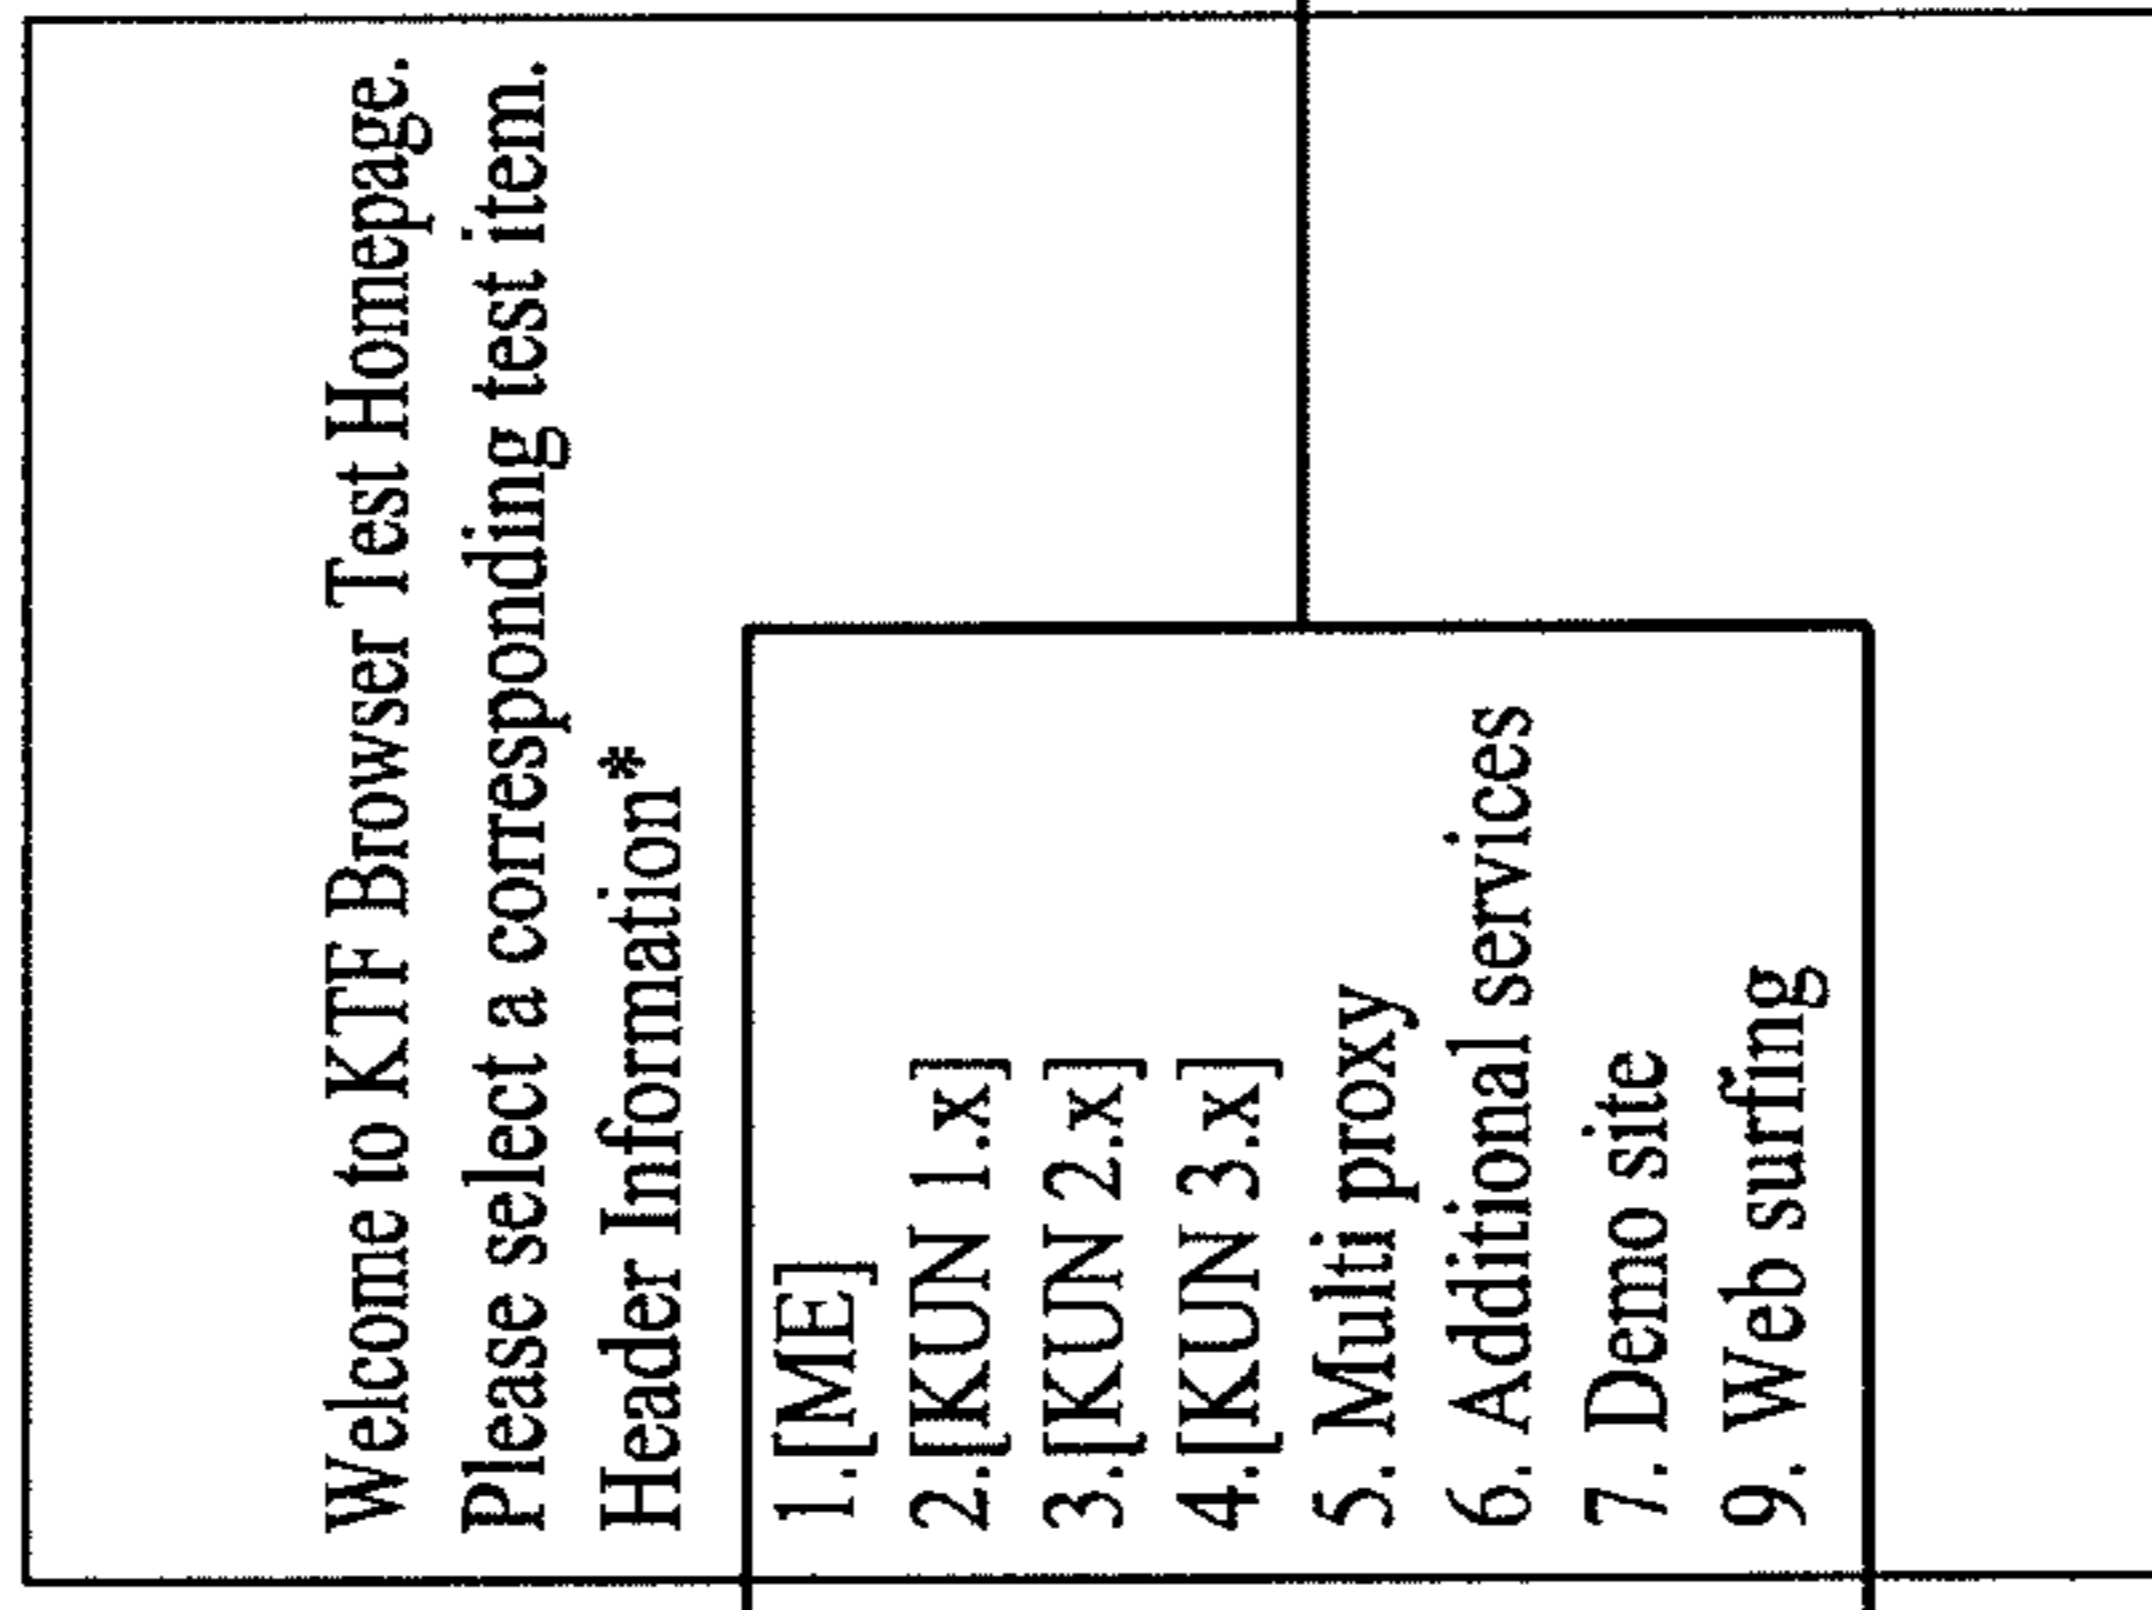 Welcome to KTF Browser Test Homepage.
Please select a corresponding test item.
Header Information*
1.[ME]
2.[KUN 1.x]
3.[KUN 2.x]
4.[KUN 3.x]
5. Multi proxy
6. Additional services
7. Demo site
9. Web surfing